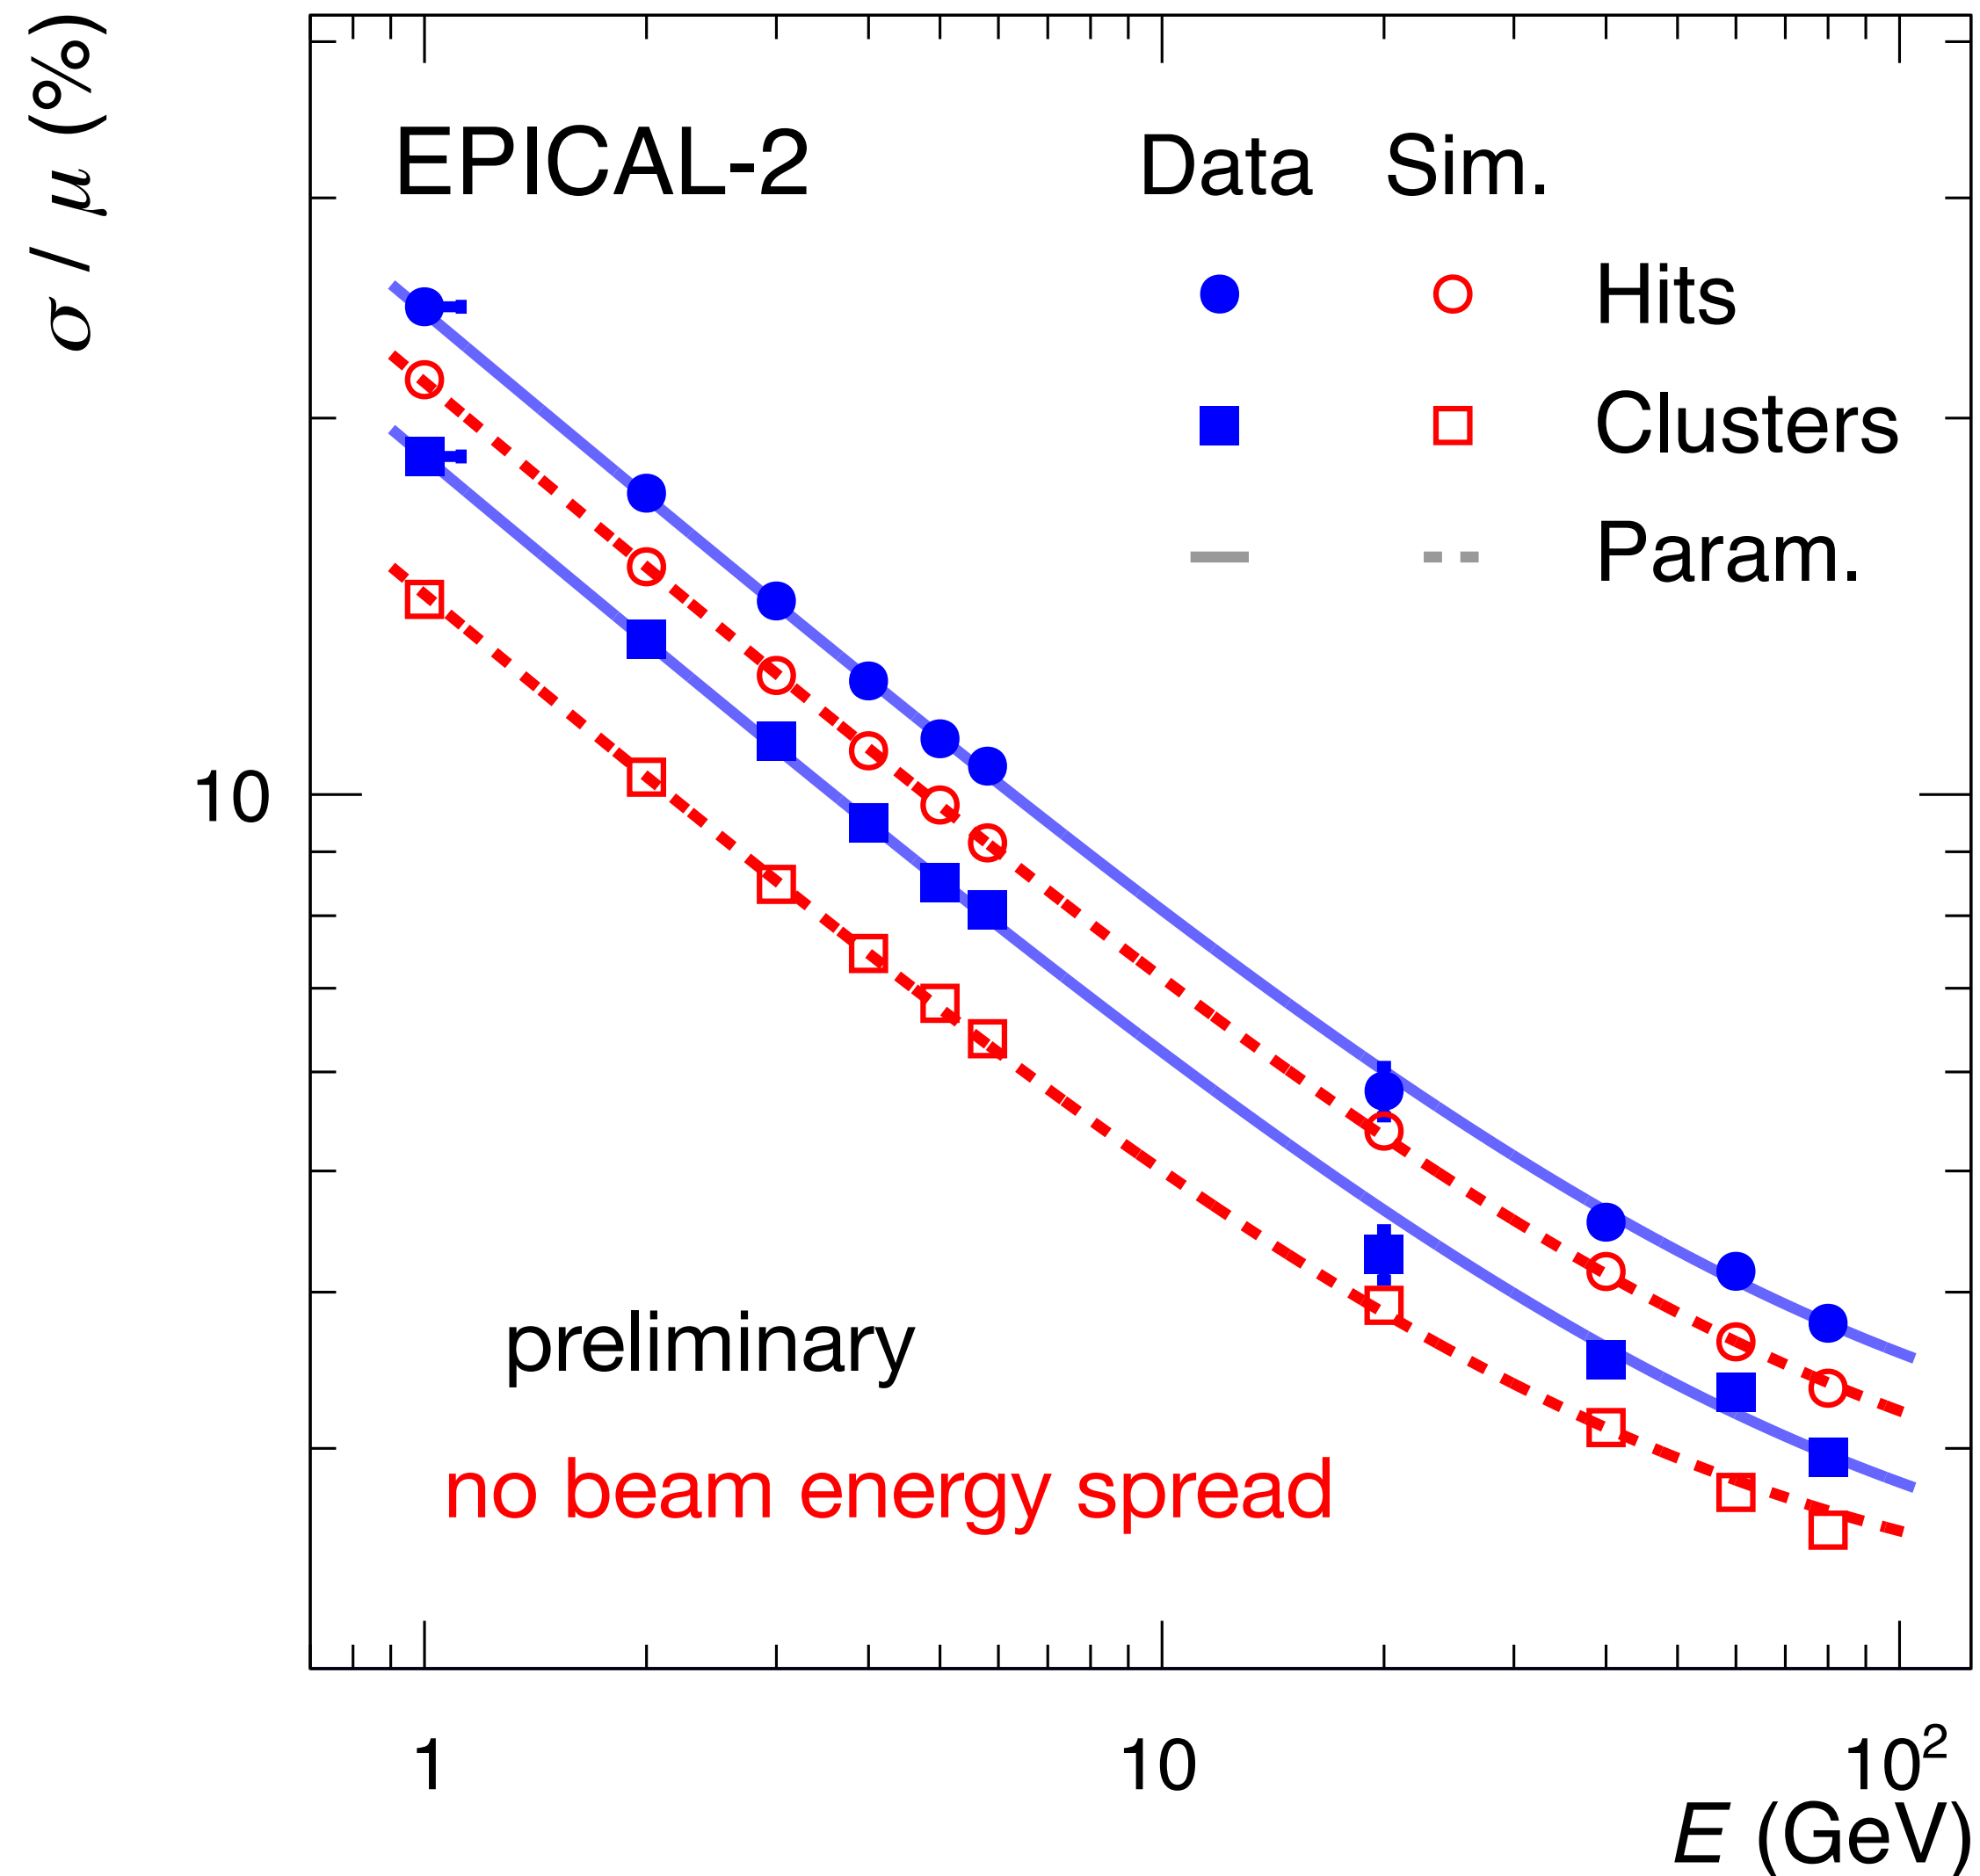 σ / μ (%)
EPICAL-2
Data Sim.
Hits
Clusters
Param.
10
preliminary
no beam energy spread
1 10 10²
E (GeV)